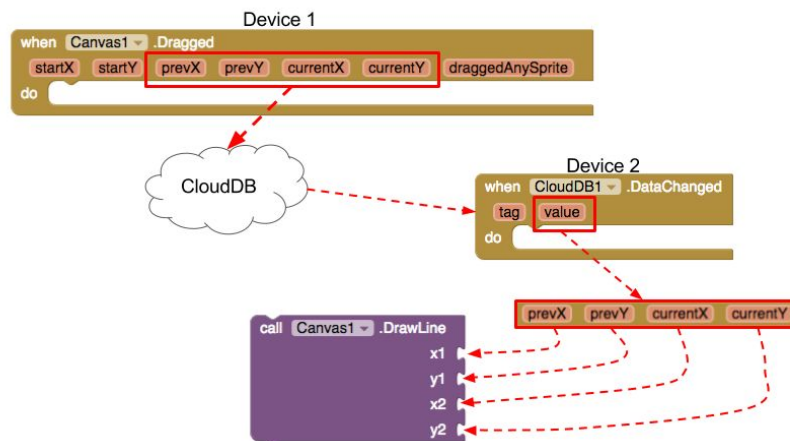 Device 1
when Canvas1 .Dragged
startX startY prevX prevY currentX currentY draggedAnySprite
do
CloudDB
Device 2
when CloudDB1 .DataChanged
tag value
do
prevX prevY currentX currentY
call Canvas1 .DrawLine
x1
y1
x2
y2